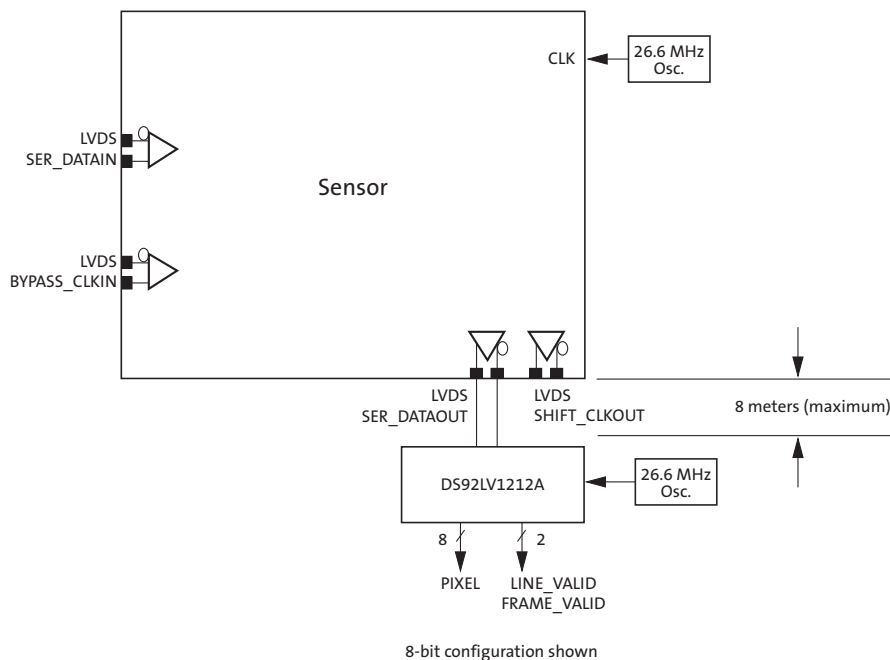 CLK
26.6 MHz
Osc.
LVDS
SER_DATAIN
Sensor
LVDS
BYPASS_CLKIN
LVDS
SER_DATAOUT
LVDS
SHIFT_CLKOUT
8 meters (maximum)
DS92LV1212A
26.6 MHz
Osc.
8
2
PIXEL
LINE_VALID
FRAME_VALID
8-bit configuration shown